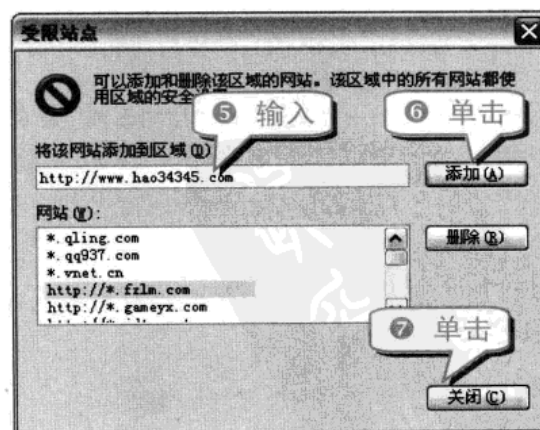 受限站点
可以添加和删除该区域的网站。该区域中的所有网站都使
用区域的安全
❺ 输入
❻ 单击
将该网站添加到区域(D)
http://www.hao34345.com
添加(A)
网站(W):
*.qling.com
*.qq937.com
*.vnet.cn
http://*.fzlm.com
http://*.gameyx.com
删除(R)
❼ 单击
关闭(C)